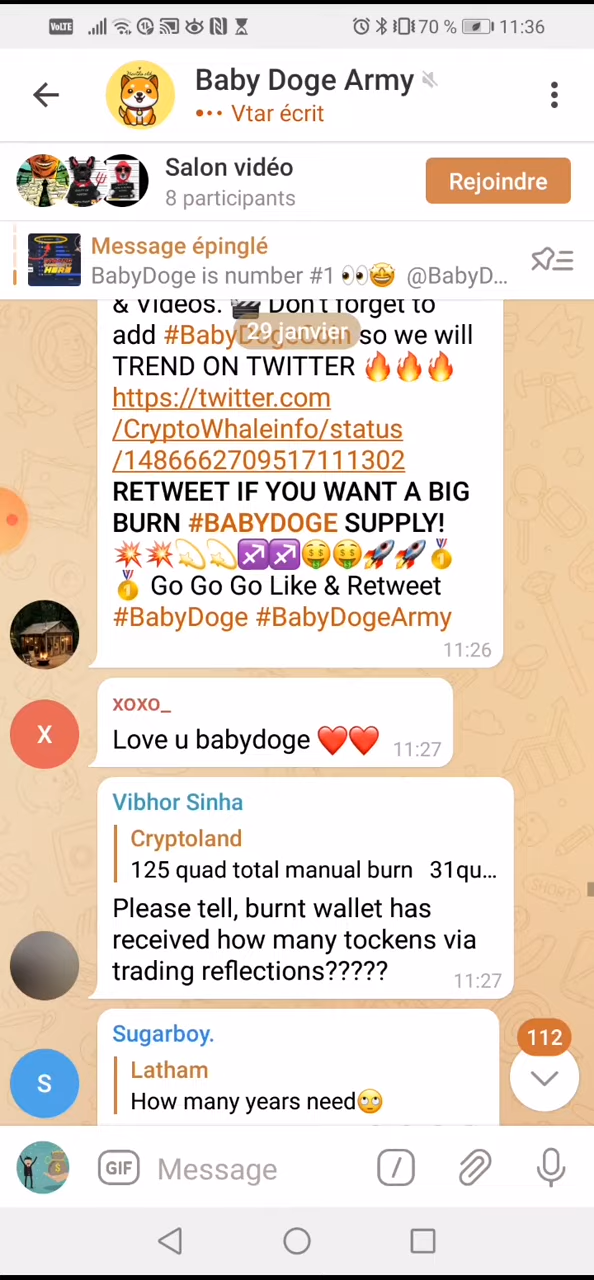 VoLTE 70 % 11:36
Baby Doge Army
Vtar écrit
Salon vidéo
8 participants
Rejoindre
Message épinglé
BabyDoge is number #1 👀🤩 @BabyD...
& Videos. 🎬 Don't forget to
29 janvier
add #BabyDogeCoin so we will
TREND ON TWITTER 🔥🔥🔥
https://twitter.com
/CryptoWhaleinfo/status
/1486662709517111302
RETWEET IF YOU WANT A BIG
BURN #BABYDOGE SUPPLY!
💥💥💫💫♐♐🤑🤑🚀🚀🥇
🥇 Go Go Go Like & Retweet
#BabyDoge #BabyDogeArmy
11:26
X
xoxo_
Love u babydoge ❤️❤️ 11:27
Vibhor Sinha
Cryptoland
125 quad total manual burn 31qu...
Please tell, burnt wallet has
received how many tockens via
trading reflections????? 11:27
Sugarboy.
S
Latham
How many years need🙄
112
GIF Message /